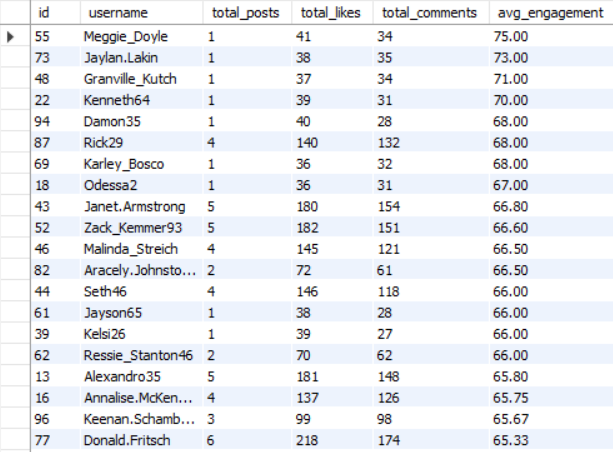 id username total_posts total_likes total_comments avg_engagement
55 Meggie_Doyle 1 41 34 75.00
73 Jaylan.Lakin 1 38 35 73.00
48 Granville_Kutch 1 37 34 71.00
22 Kenneth64 1 39 31 70.00
94 Damon35 1 40 28 68.00
87 Rick29 4 140 132 68.00
69 Karley_Bosco 1 36 32 68.00
18 Odessa2 1 36 31 67.00
43 Janet.Armstrong 5 180 154 66.80
52 Zack_Kemmer93 5 182 151 66.60
46 Malinda_Streich 4 145 121 66.50
82 Aracely.Johnsto... 2 72 61 66.50
44 Seth46 4 146 118 66.00
61 Jayson65 1 38 28 66.00
39 Kelsi26 1 39 27 66.00
62 Ressie_Stanton46 2 70 62 66.00
13 Alexandro35 5 181 148 65.80
16 Annalise.McKen... 4 137 126 65.75
96 Keenan.Schamb... 3 99 98 65.67
77 Donald.Fritsch 6 218 174 65.33